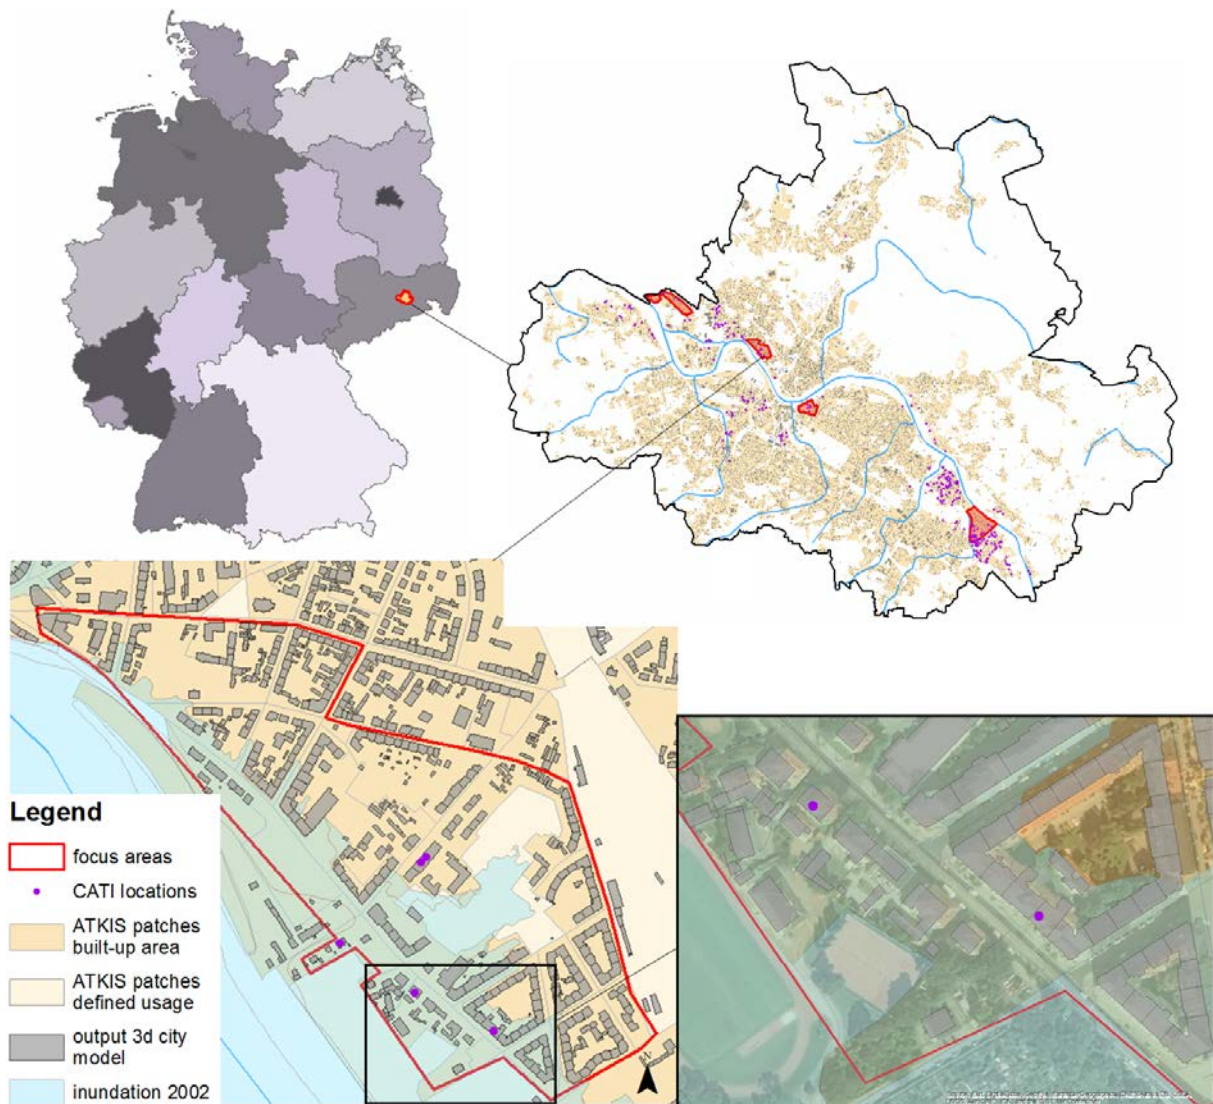 Legend
focus areas
CATI locations
ATKIS patches
built-up area
ATKIS patches
defined usage
output 3d city
model
inundation 2002
N